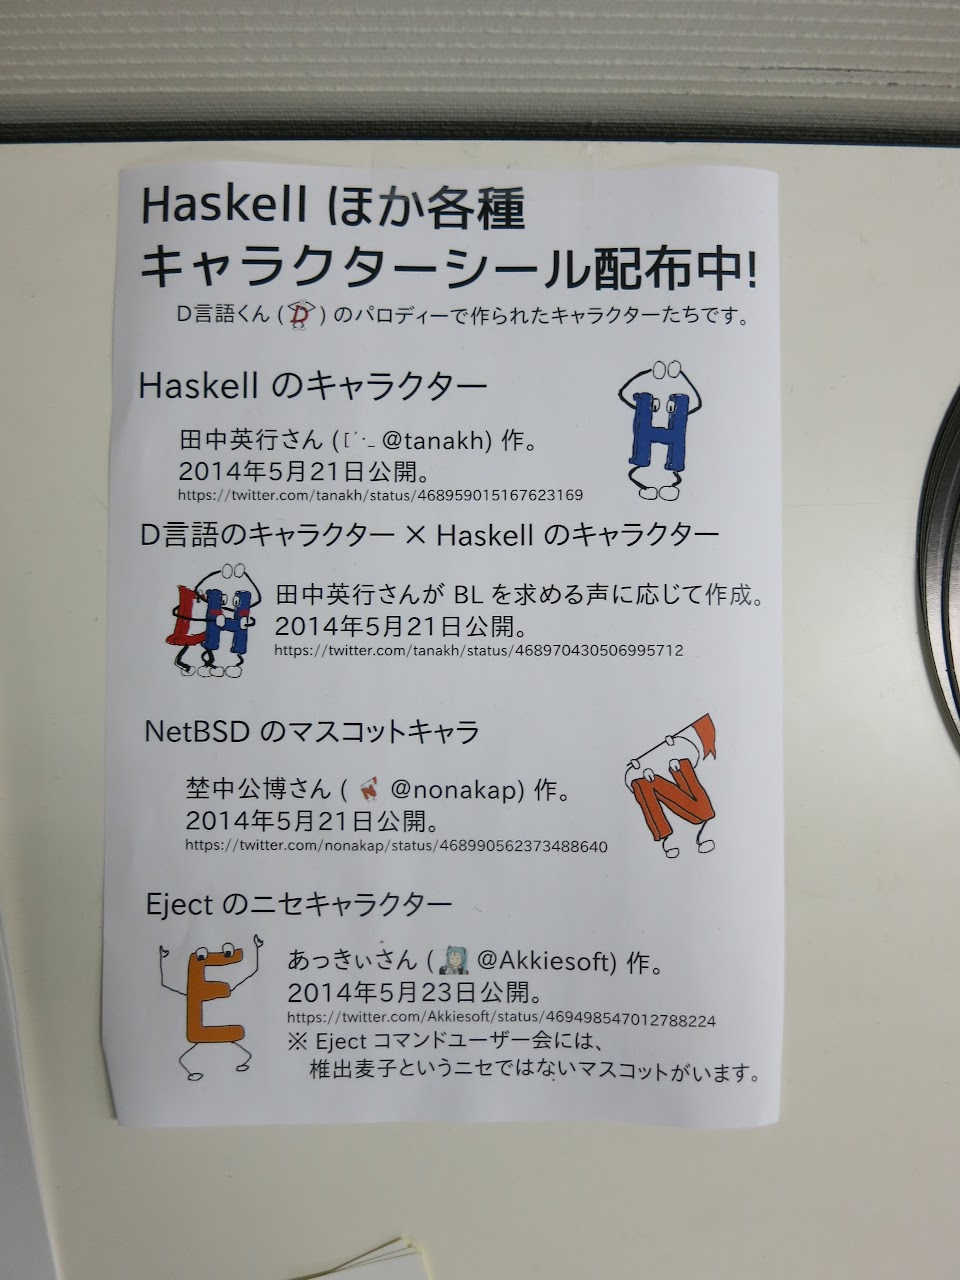 Haskell ほか各種
キャラクターシール配布中!
D言語くん ( D ) のパロディーで作られたキャラクターたちです。
Haskell のキャラクター
H
田中英行さん ( @tanakh) 作。
2014年5月21日公開。
https://twitter.com/tanakh/status/468959015167623169
D言語のキャラクター × Haskell のキャラクター
D H
田中英行さんが BL を求める声に応じて作成。
2014年5月21日公開。
https://twitter.com/tanakh/status/468970430506995712
NetBSD のマスコットキャラ
N
埜中公博さん ( N @nonakap) 作。
2014年5月21日公開。
https://twitter.com/nonakap/status/468990562373488640
Eject のニセキャラクター
E
あっきぃさん ( @Akkiesoft) 作。
2014年5月23日公開。
https://twitter.com/Akkiesoft/status/469498547012788224
※ Eject コマンドユーザー会には、
椎出麦子というニセではないマスコットがいます。